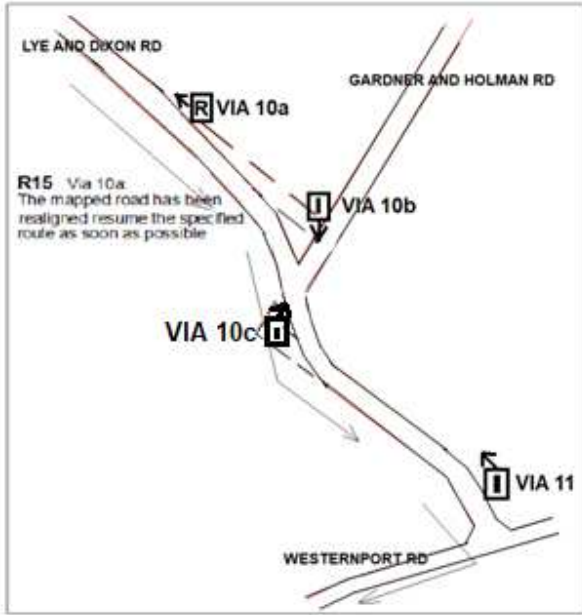 LYE AND DIXON RD
GARDNER AND HOLMAN RD
R VIA 10a
R15 Via 10a:
The mapped road has been
realigned resume the specified
route as soon as possible
I VIA 10b
VIA 10c I
I VIA 11
WESTERNPORT RD